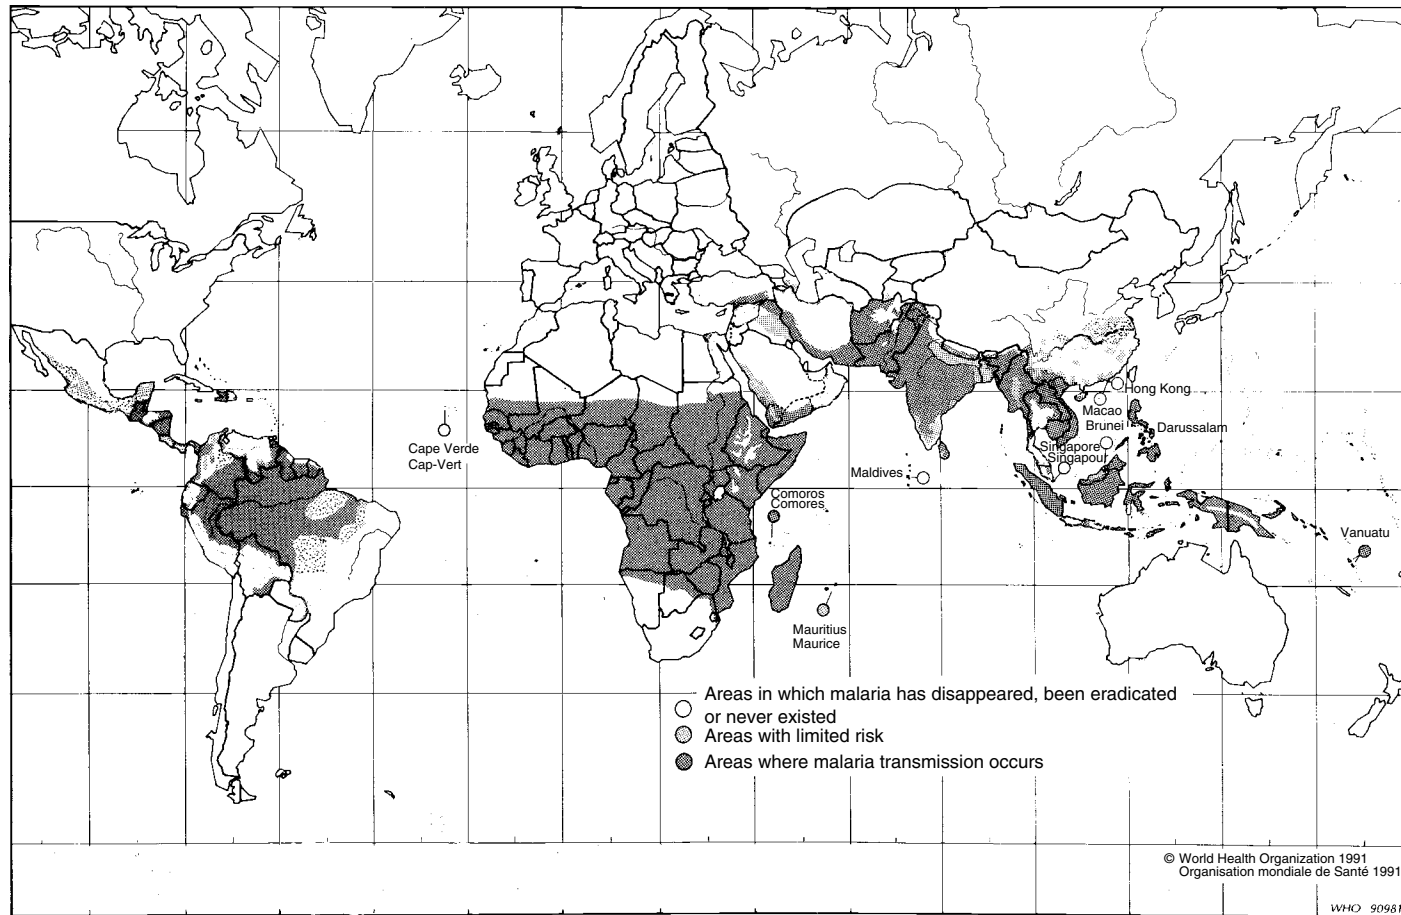 Hong Kong
Macao
Brunei
Darussalam
Cape Verde
Cap-Vert
Singapore
Singapour
Maldives
Comoros
Comores
Vanuatu
Mauritius
Maurice
Areas in which malaria has disappeared, been eradicated
or never existed
Areas with limited risk
Areas where malaria transmission occurs
© World Health Organization 1991
Organisation mondiale de Santé 1991
WHO 90981